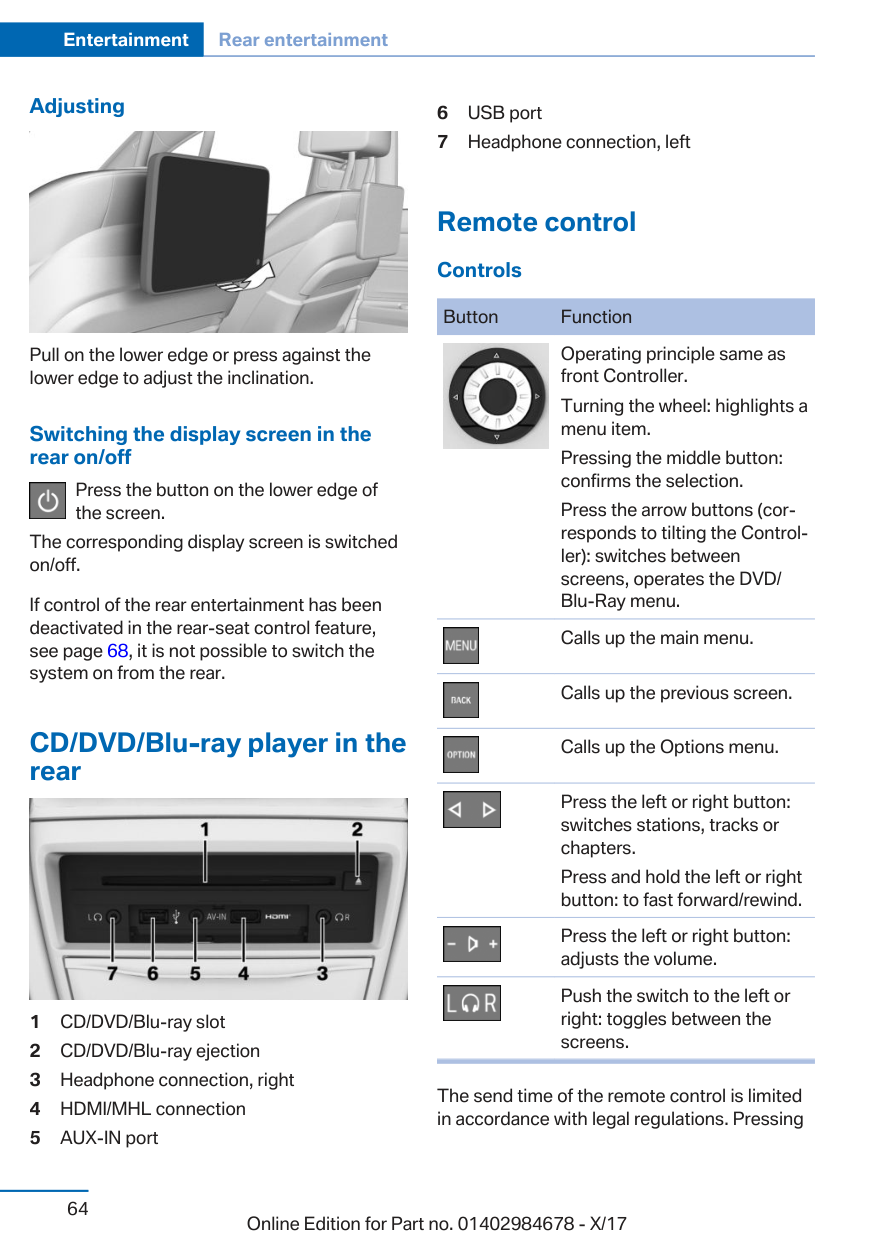 Entertainment Rear entertainment
Adjusting
Pull on the lower edge or press against the
lower edge to adjust the inclination.
Switching the display screen in the
rear on/off
Press the button on the lower edge of
the screen.
The corresponding display screen is switched
on/off.
If control of the rear entertainment has been
deactivated in the rear-seat control feature,
see page 68, it is not possible to switch the
system on from the rear.
CD/DVD/Blu-ray player in the
rear
1 2
L AV-IN HDMI R
7 6 5 4 3
1 CD/DVD/Blu-ray slot
2 CD/DVD/Blu-ray ejection
3 Headphone connection, right
4 HDMI/MHL connection
5 AUX-IN port
6 USB port
7 Headphone connection, left
Remote control
Controls
Button Function
Operating principle same as
front Controller.
Turning the wheel: highlights a
menu item.
Pressing the middle button:
confirms the selection.
Press the arrow buttons (cor-
responds to tilting the Control-
ler): switches between
screens, operates the DVD/
Blu-Ray menu.
MENU Calls up the main menu.
BACK Calls up the previous screen.
OPTION Calls up the Options menu.
Press the left or right button:
switches stations, tracks or
chapters.
Press and hold the left or right
button: to fast forward/rewind.
- + Press the left or right button:
adjusts the volume.
L R Push the switch to the left or
right: toggles between the
screens.
The send time of the remote control is limited
in accordance with legal regulations. Pressing
64
Online Edition for Part no. 01402984678 - X/17